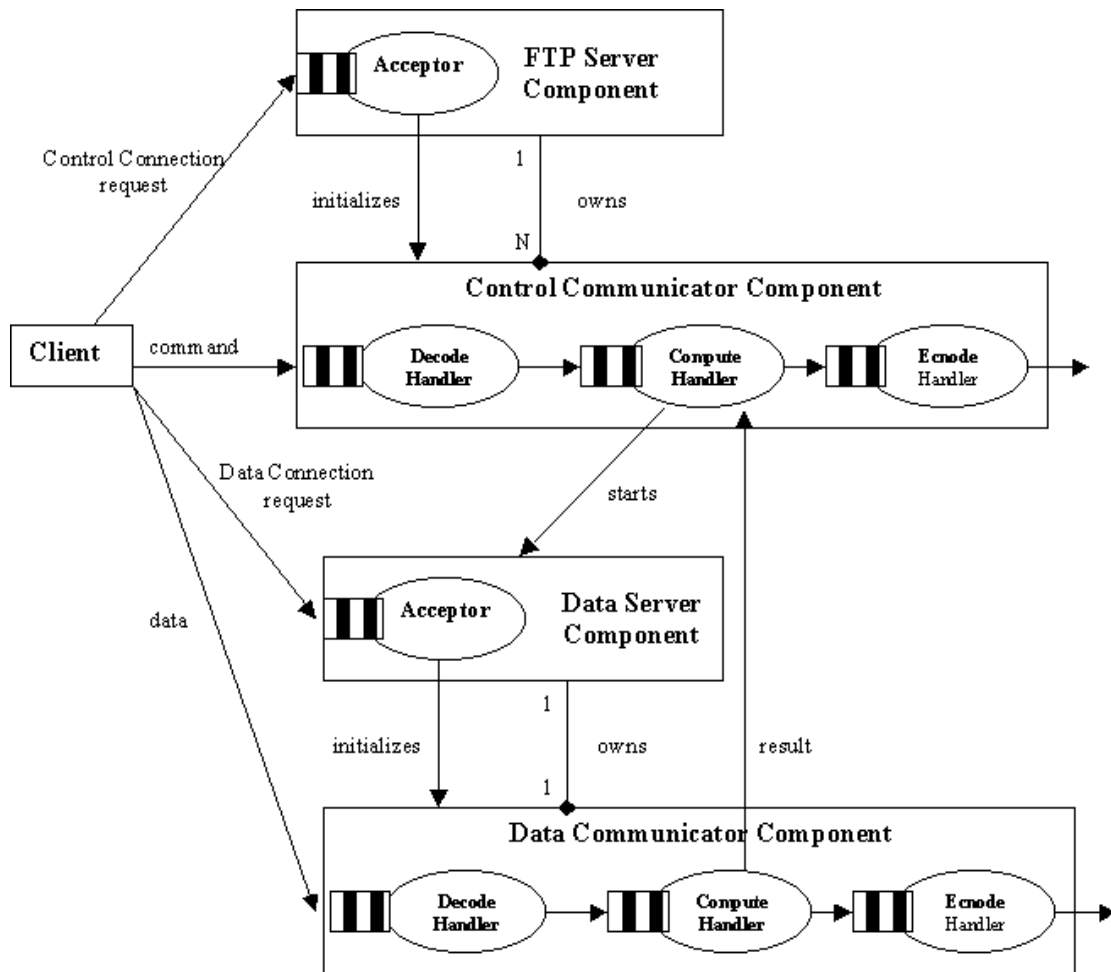 Acceptor
FTP Server
Component
Control Connection
request
1
initializes
owns
N
Control Communicator Component
Client
command
Decode
Handler
Conpute
Handler
Ecnode
Handler
Data Connection
request
starts
Acceptor
Data Server
Component
data
1
initializes
owns
result
1
Data Communicator Component
Decode
Handler
Conpute
Handler
Ecnode
Handler